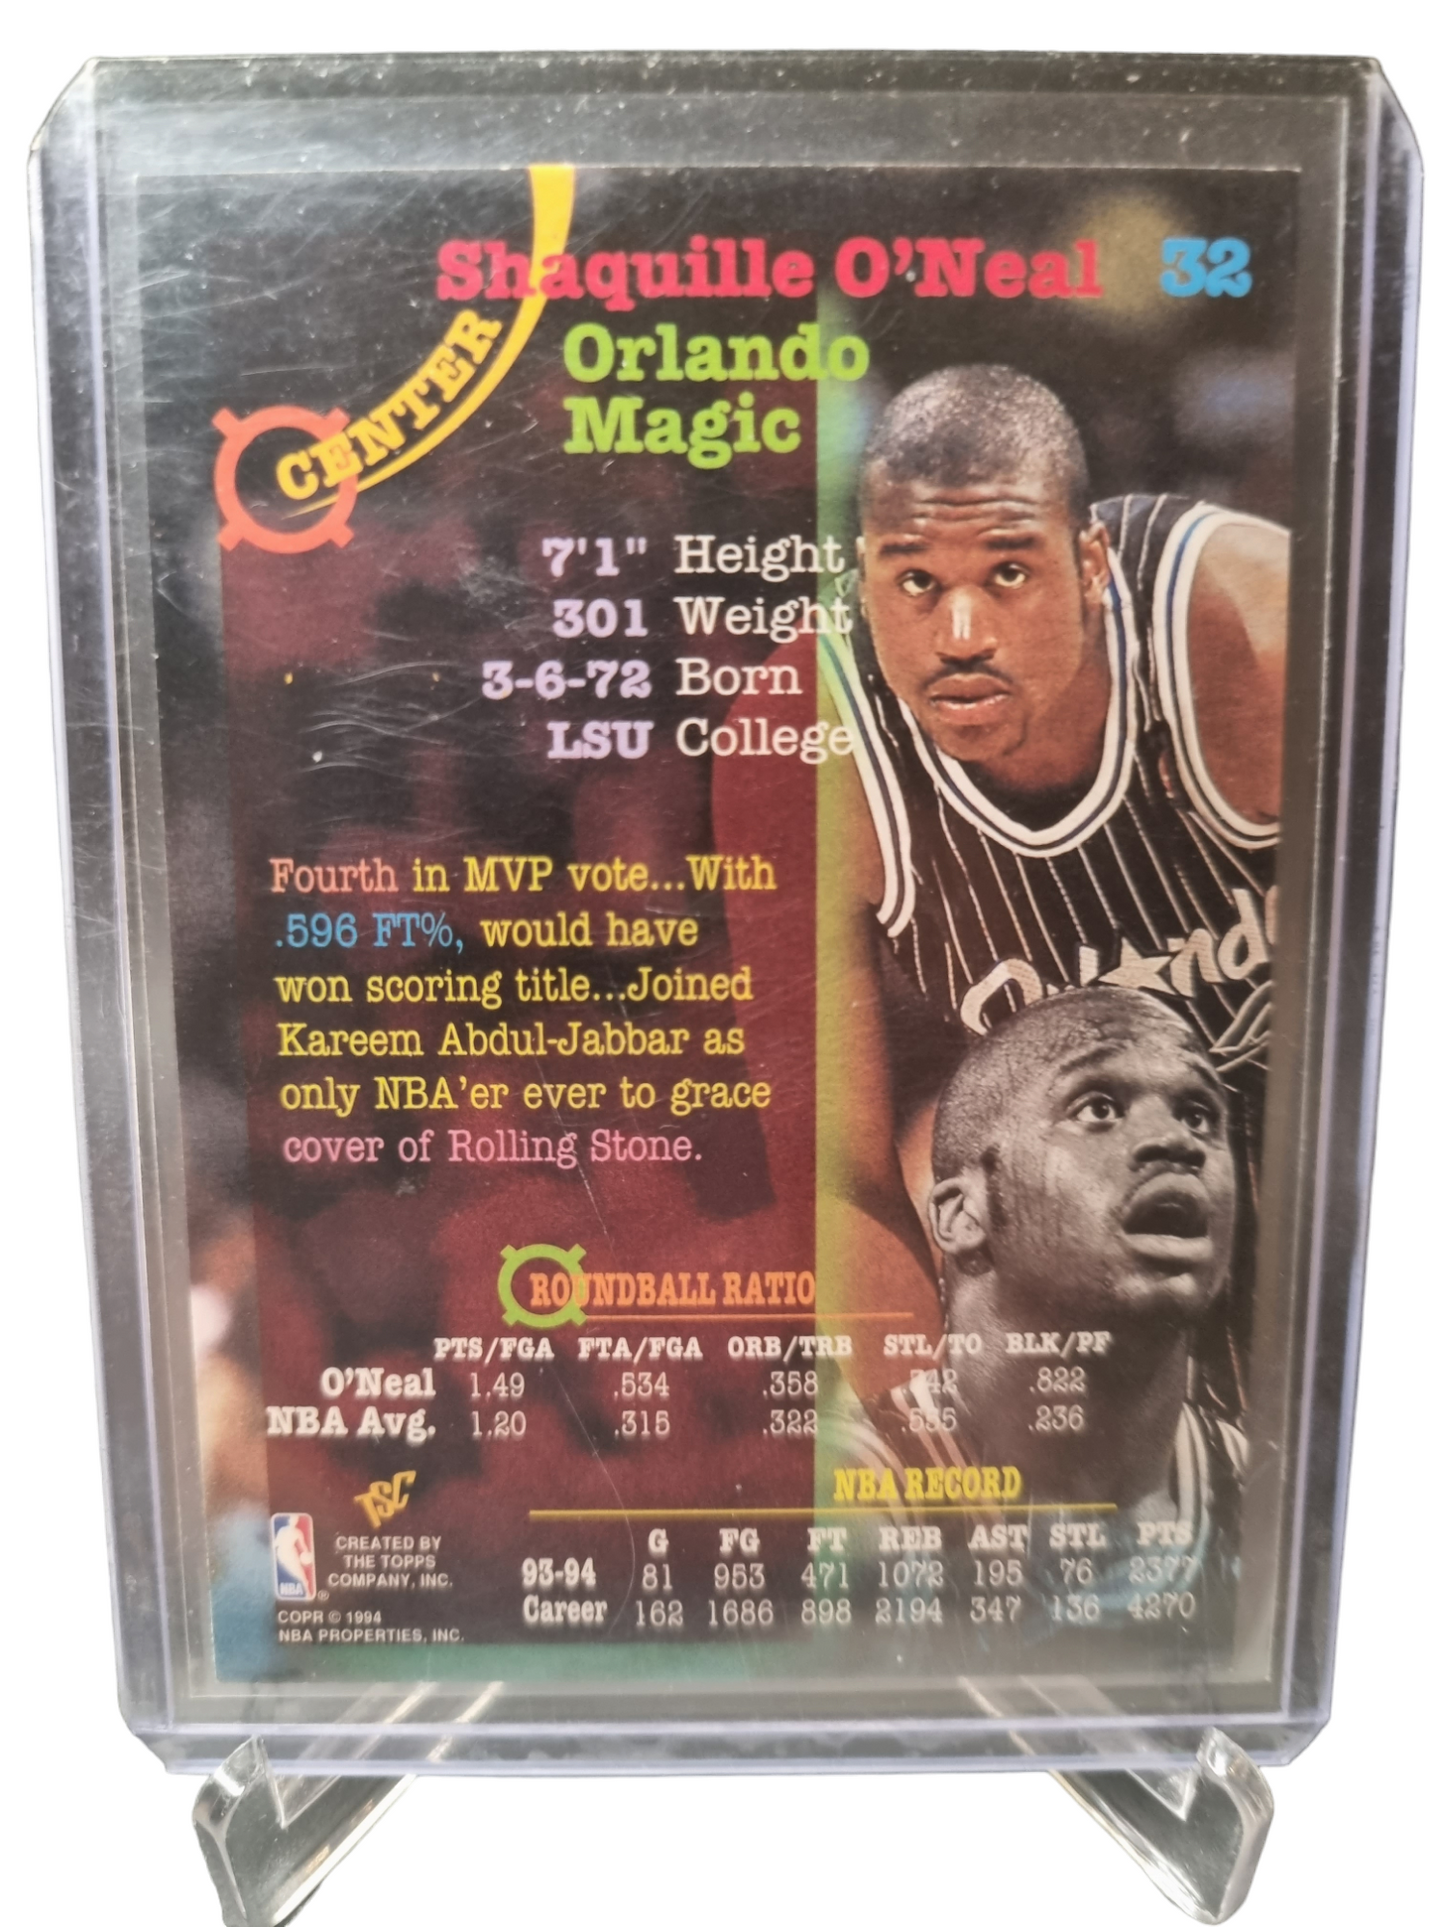 Shaquille O'Neal 32
CENTER
Orlando
Magic
7'1" Height
301 Weight
3-6-72 Born
LSU College
Fourth in MVP vote...With
.596 FT%, would have
won scoring title...Joined
Kareem Abdul-Jabbar as
only NBA'er ever to grace
cover of Rolling Stone.
Orlando
ROUNDBALL RATIO
PTS/FGA FTA/FGA ORB/TRB STL/TO BLK/PF
O'Neal 1.49 .534 .358 .342 .822
NBA Avg. 1.20 .315 .322 .585 .236
NBA RECORD
G FG FT REB AST STL PTS
93-94 81 953 471 1072 195 76 2377
Career 162 1686 898 2194 347 136 4270
TSC
CREATED BY
THE TOPPS
COMPANY, INC.
NBA ®
COPR © 1994
NBA PROPERTIES, INC.